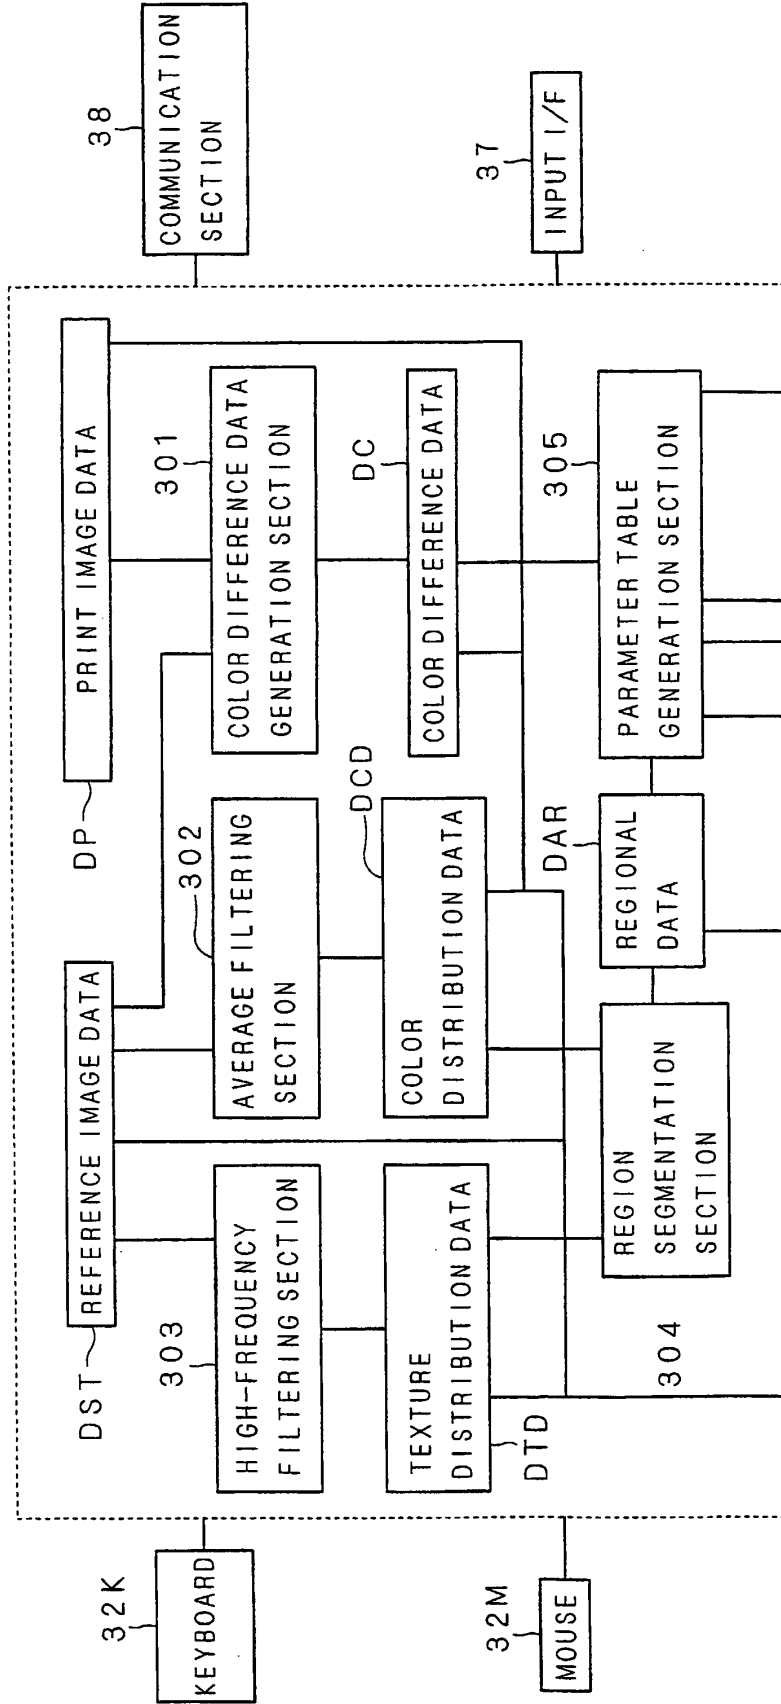 32K
KEYBOARD
32M
MOUSE
DST
REFERENCE IMAGE DATA
DP
PRINT IMAGE DATA
303
HIGH-FREQUENCY
FILTERING SECTION
302
AVERAGE FILTERING
SECTION
301
COLOR DIFFERENCE DATA
GENERATION SECTION
DTD
TEXTURE
DISTRIBUTION DATA
DCD
COLOR
DISTRIBUTION DATA
DC
COLOR DIFFERENCE DATA
304
REGION
SEGMENTATION
SECTION
DAR
REGIONAL
DATA
305
PARAMETER TABLE
GENERATION SECTION
38
COMMUNICATION
SECTION
37
INPUT I/F